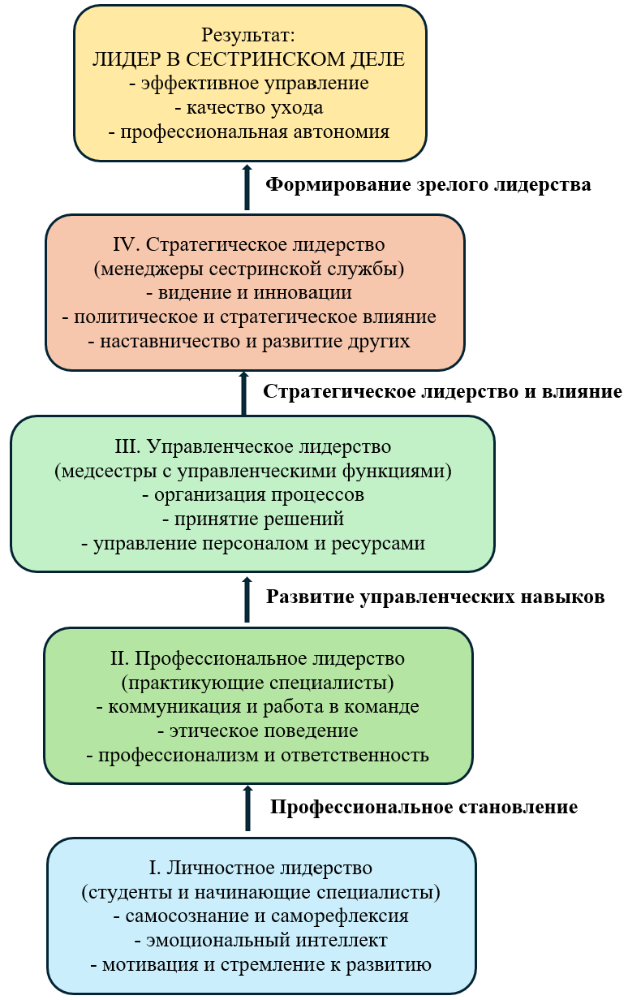 Результат:
ЛИДЕР В СЕСТРИНСКОМ ДЕЛЕ
- эффективное управление
- качество ухода
- профессиональная автономия
Формирование зрелого лидерства
IV. Стратегическое лидерство
(менеджеры сестринской службы)
- видение и инновации
- политическое и стратегическое влияние
- наставничество и развитие других
Стратегическое лидерство и влияние
III. Управленческое лидерство
(медсестры с управленческими функциями)
- организация процессов
- принятие решений
- управление персоналом и ресурсами
Развитие управленческих навыков
II. Профессиональное лидерство
(практикующие специалисты)
- коммуникация и работа в команде
- этическое поведение
- профессионализм и ответственность
Профессиональное становление
I. Личностное лидерство
(студенты и начинающие специалисты)
- самосознание и саморефлексия
- эмоциональный интеллект
- мотивация и стремление к развитию